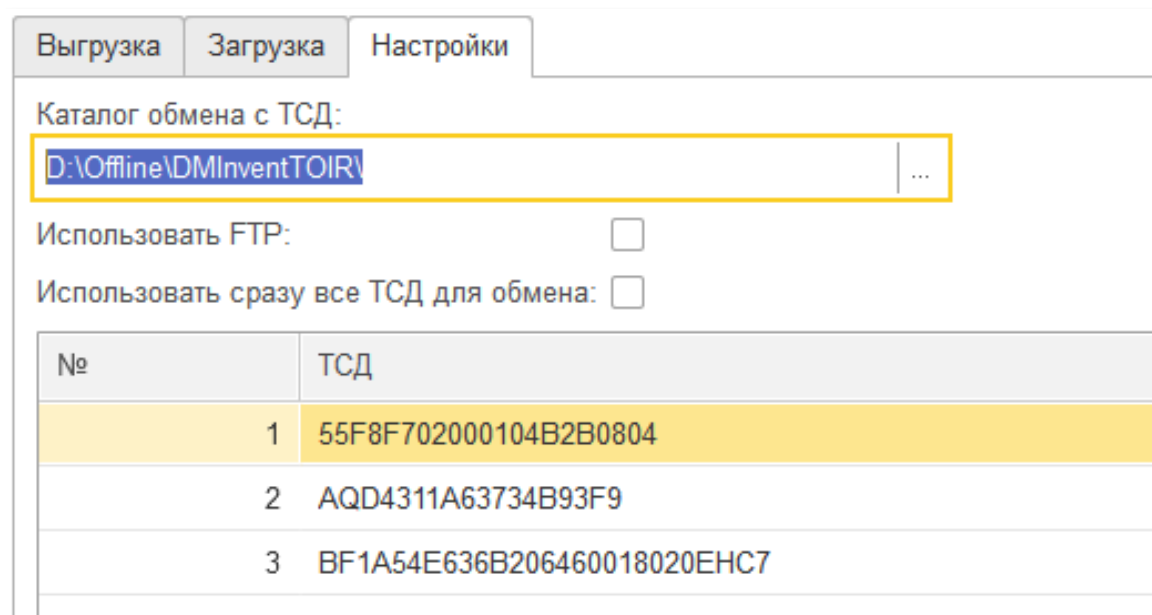 Выгрузка Загрузка Настройки
Каталог обмена с ТСД:
D:\Offline\DMInventTOIR\ ...
Использовать FTP:
Использовать сразу все ТСД для обмена:
№ ТСД
1 55F8F702000104B2B0804
2 AQD4311A63734B93F9
3 BF1A54E636B206460018020EHC7